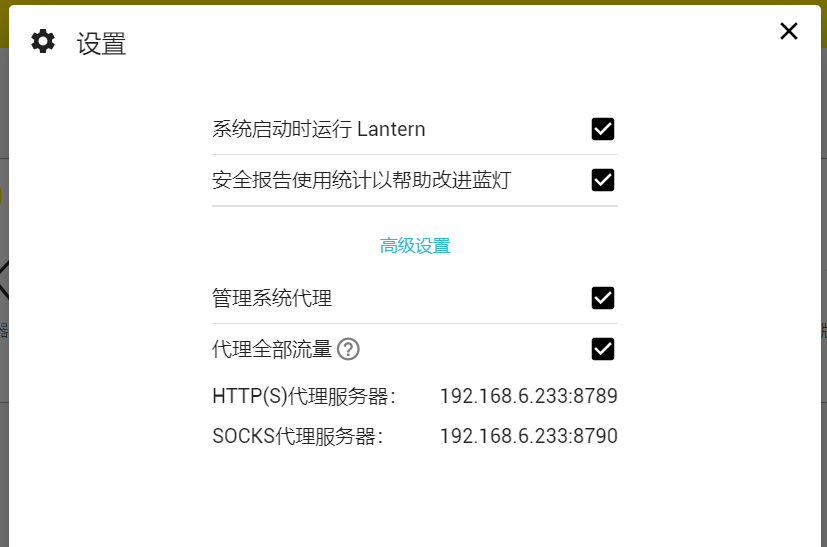 设置
系统启动时运行 Lantern
安全报告使用统计以帮助改进蓝灯
高级设置
管理系统代理
代理全部流量
HTTP(S)代理服务器： 192.168.6.233:8789
SOCKS代理服务器： 192.168.6.233:8790